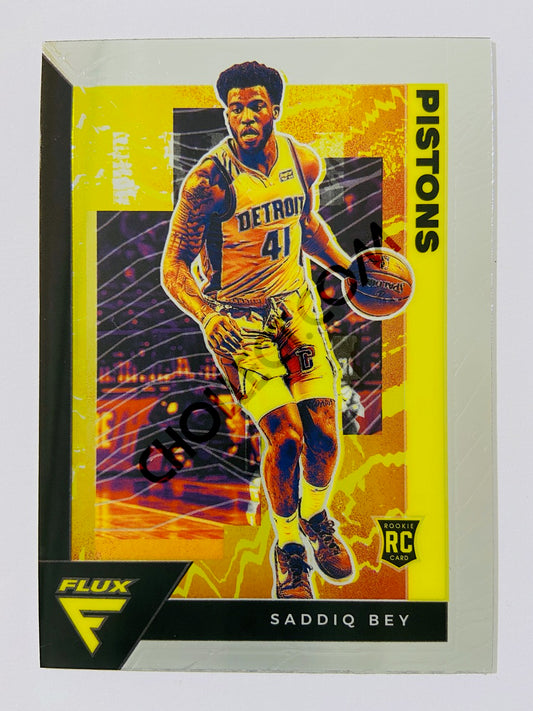 PISTONS
DETROIT
41
ROOKIE
RC
CARD
FLUX
SADDIQ BEY